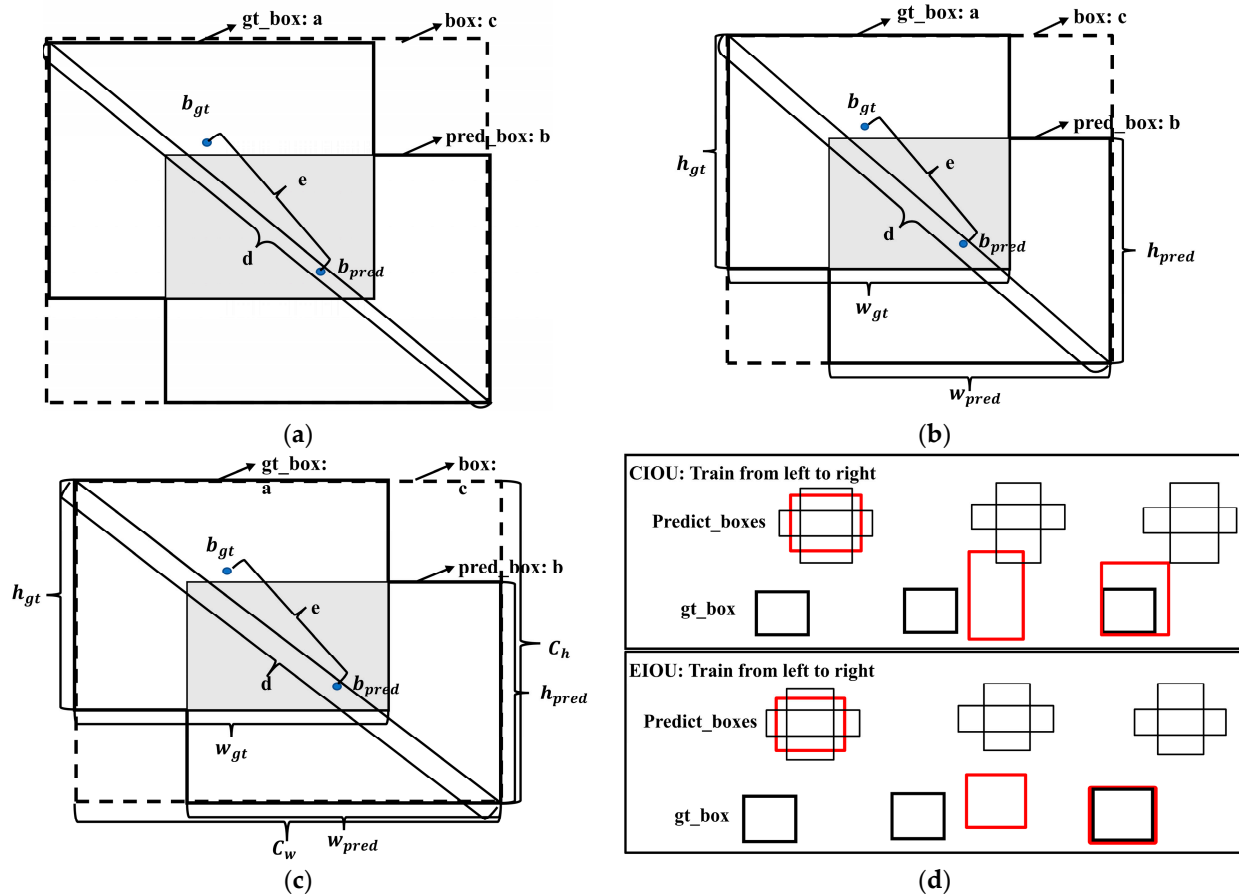 gt_box: a
box: c
b_gt
pred_box: b
e
d
b_pred
(a)
gt_box: a
box: c
b_gt
pred_box: b
h_gt
e
d
b_pred
h_pred
w_gt
w_pred
(b)
gt_box:
a
box:
c
b_gt
pred_box: b
h_gt
e
C_h
d
b_pred
h_pred
w_gt
w_pred
C_w
(c)
CIOU: Train from left to right
Predict_boxes
gt_box
EIOU: Train from left to right
Predict_boxes
gt_box
(d)